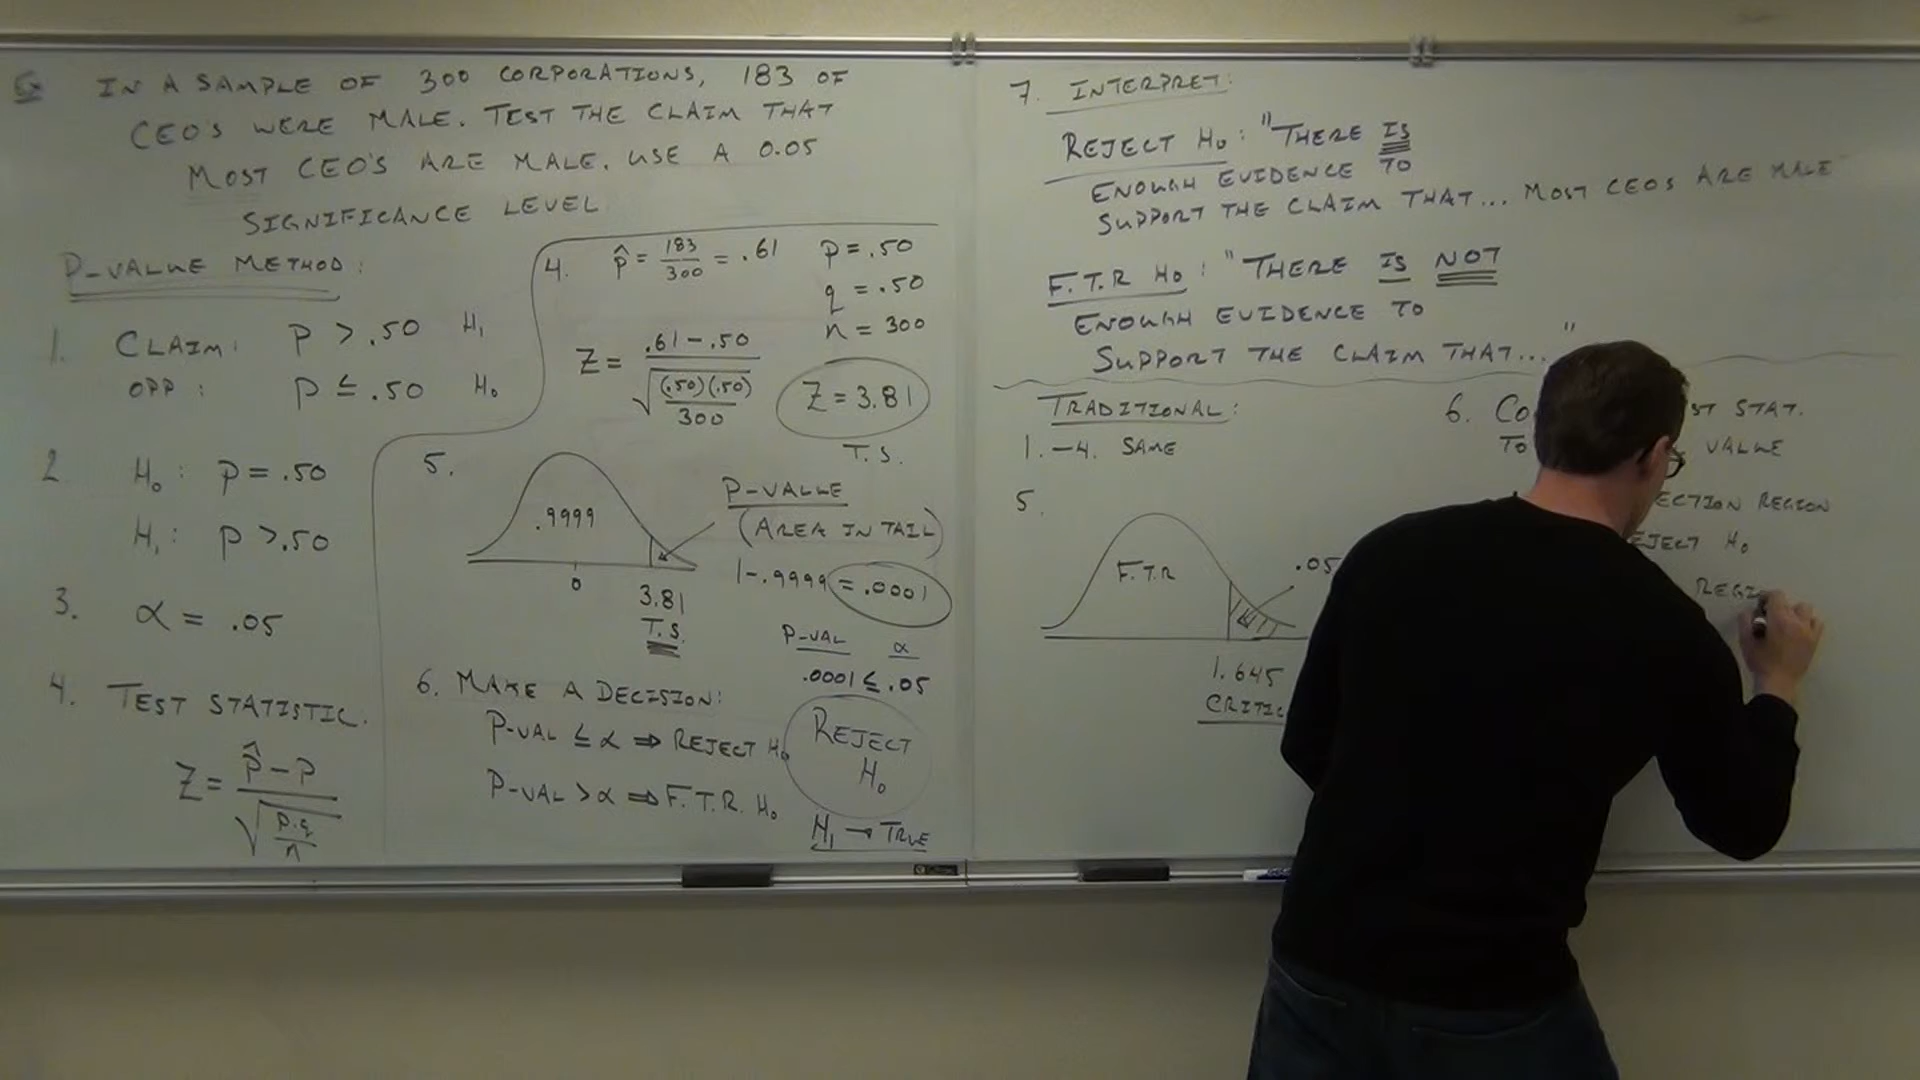 EX IN A SAMPLE OF 300 CORPORATIONS, 183 OF
CEO'S WERE MALE. TEST THE CLAIM THAT
MOST CEO'S ARE MALE. USE A 0.05
SIGNIFICANCE LEVEL
P-VALUE METHOD:
1. CLAIM: p > .50 H₁
OPP: p ≤ .50 H₀
2 H₀: p = .50
H₁: p > .50
3. α = .05
4. TEST STATISTIC.
Z = (p̂ - p) / √(p·q/n)
4. p̂ = 183/300 = .61
p = .50
q = .50
n = 300
Z = (.61 - .50) / √((.50)(.50)/300)
Z = 3.81
T.S.
5.
.9999
0
3.81
T.S.
P-VALUE
(AREA IN TAIL)
1-.9999 = .0001
P-VAL α
.0001 ≤ .05
6. MAKE A DECISION:
P-VAL ≤ α ⇒ REJECT H₀
P-VAL > α ⇒ F.T.R. H₀
REJECT
H₀
H₁ → TRUE
7. INTERPRET:
REJECT H₀: "THERE IS
ENOUGH EVIDENCE TO
SUPPORT THE CLAIM THAT... MOST CEOS ARE MALE
F.T.R H₀: "THERE IS NOT
ENOUGH EVIDENCE TO
SUPPORT THE CLAIM THAT..."
TRADITIONAL:
1.-4. SAME
5.
F.T.R
.05
1.645
6. ST STAT.
TO VALUE
ECTION REGION
EJECT H₀